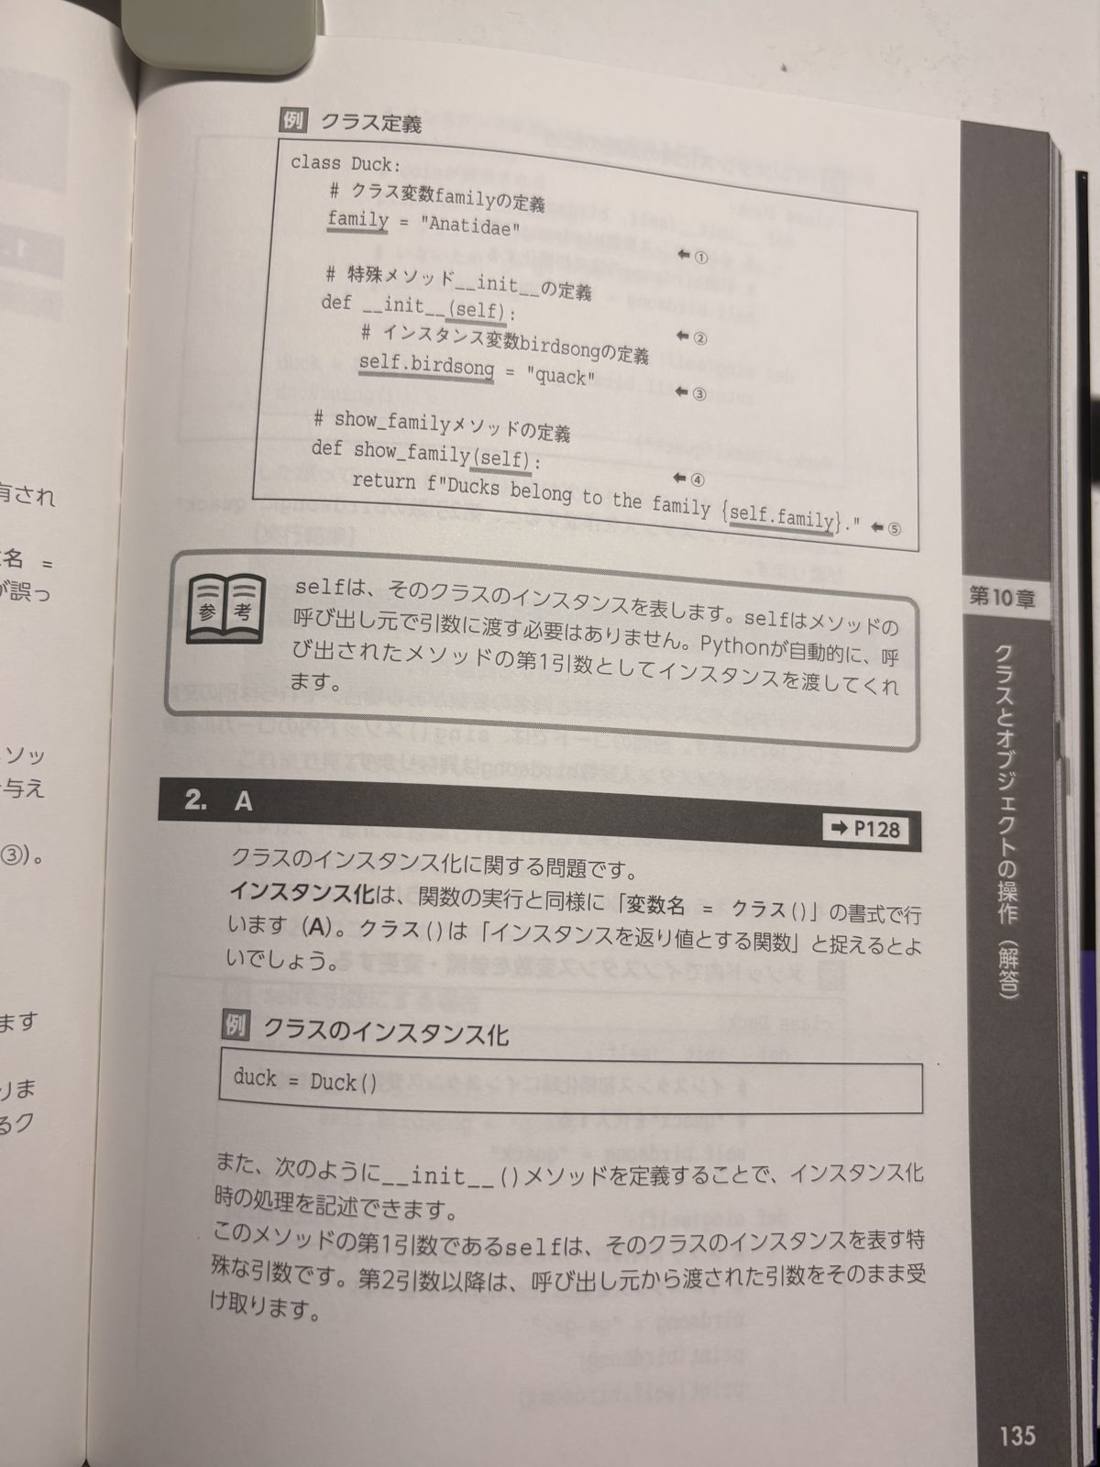 有され
名 =
が誤っ
ソッ
与え
③)。
ます
りま
るク
例 クラス定義
class Duck:
# クラス変数familyの定義
family = "Anatidae"
⬅①
# 特殊メソッド__init__の定義
def __init__(self):
⬅②
# インスタンス変数birdsongの定義
self.birdsong = "quack"
⬅③
# show_familyメソッドの定義
def show_family(self):
⬅④
return f"Ducks belong to the family {self.family}." ⬅⑤
参考
selfは、そのクラスのインスタンスを表します。selfはメソッドの
呼び出し元で引数に渡す必要はありません。Pythonが自動的に、呼
び出されたメソッドの第1引数としてインスタンスを渡してくれ
ます。
2. A
➡ P128
クラスのインスタンス化に関する問題です。
インスタンス化は、関数の実行と同様に「変数名 = クラス()」の書式で行
います（A）。クラス()は「インスタンスを返り値とする関数」と捉えるとよ
いでしょう。
例 クラスのインスタンス化
duck = Duck()
また、次のように__init__()メソッドを定義することで、インスタンス化
時の処理を記述できます。
このメソッドの第1引数であるselfは、そのクラスのインスタンスを表す特
殊な引数です。第2引数以降は、呼び出し元から渡された引数をそのまま受
け取ります。
第10章
クラスとオブジェクトの操作（解答）
135